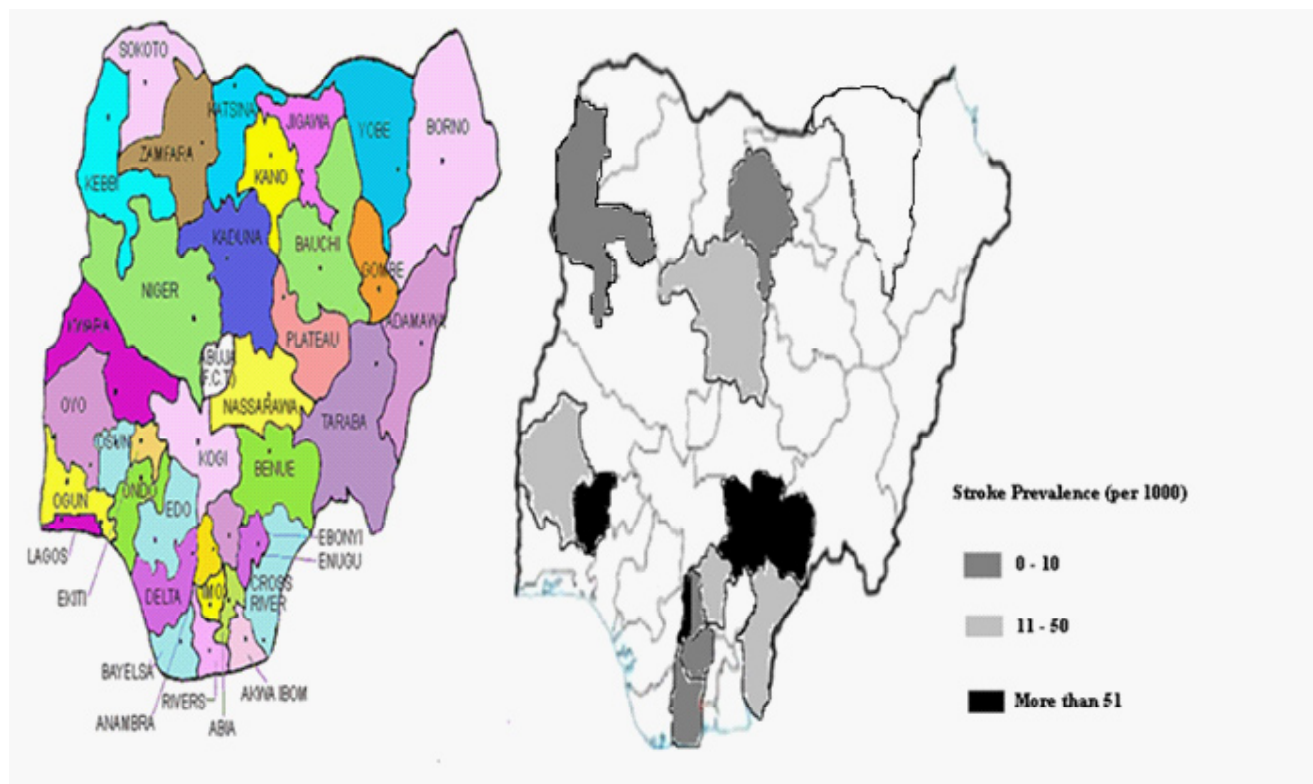 SOKOTO
KATSINA
JIGAWA
YOBE
BORNO
ZAMFARA
KANO
KEBBI
KADUNA
BAUCHI
GOMBE
NIGER
KWARA
PLATEAU
ADAMAWA
ABUJA
(F.C.T)
OYO
NASSARAWA
TARABA
OSUN
KOGI
BENUE
OGUN
ONDO
EDO
LAGOS
EBONYI
ENUGU
EKITI
DELTA
IMO
CROSS
RIVER
BAYELSA
RIVERS
AKWA IBOM
ANAMBRA
ABIA
Stroke Prevalence (per 1000)
0 - 10
11 - 50
More than 51